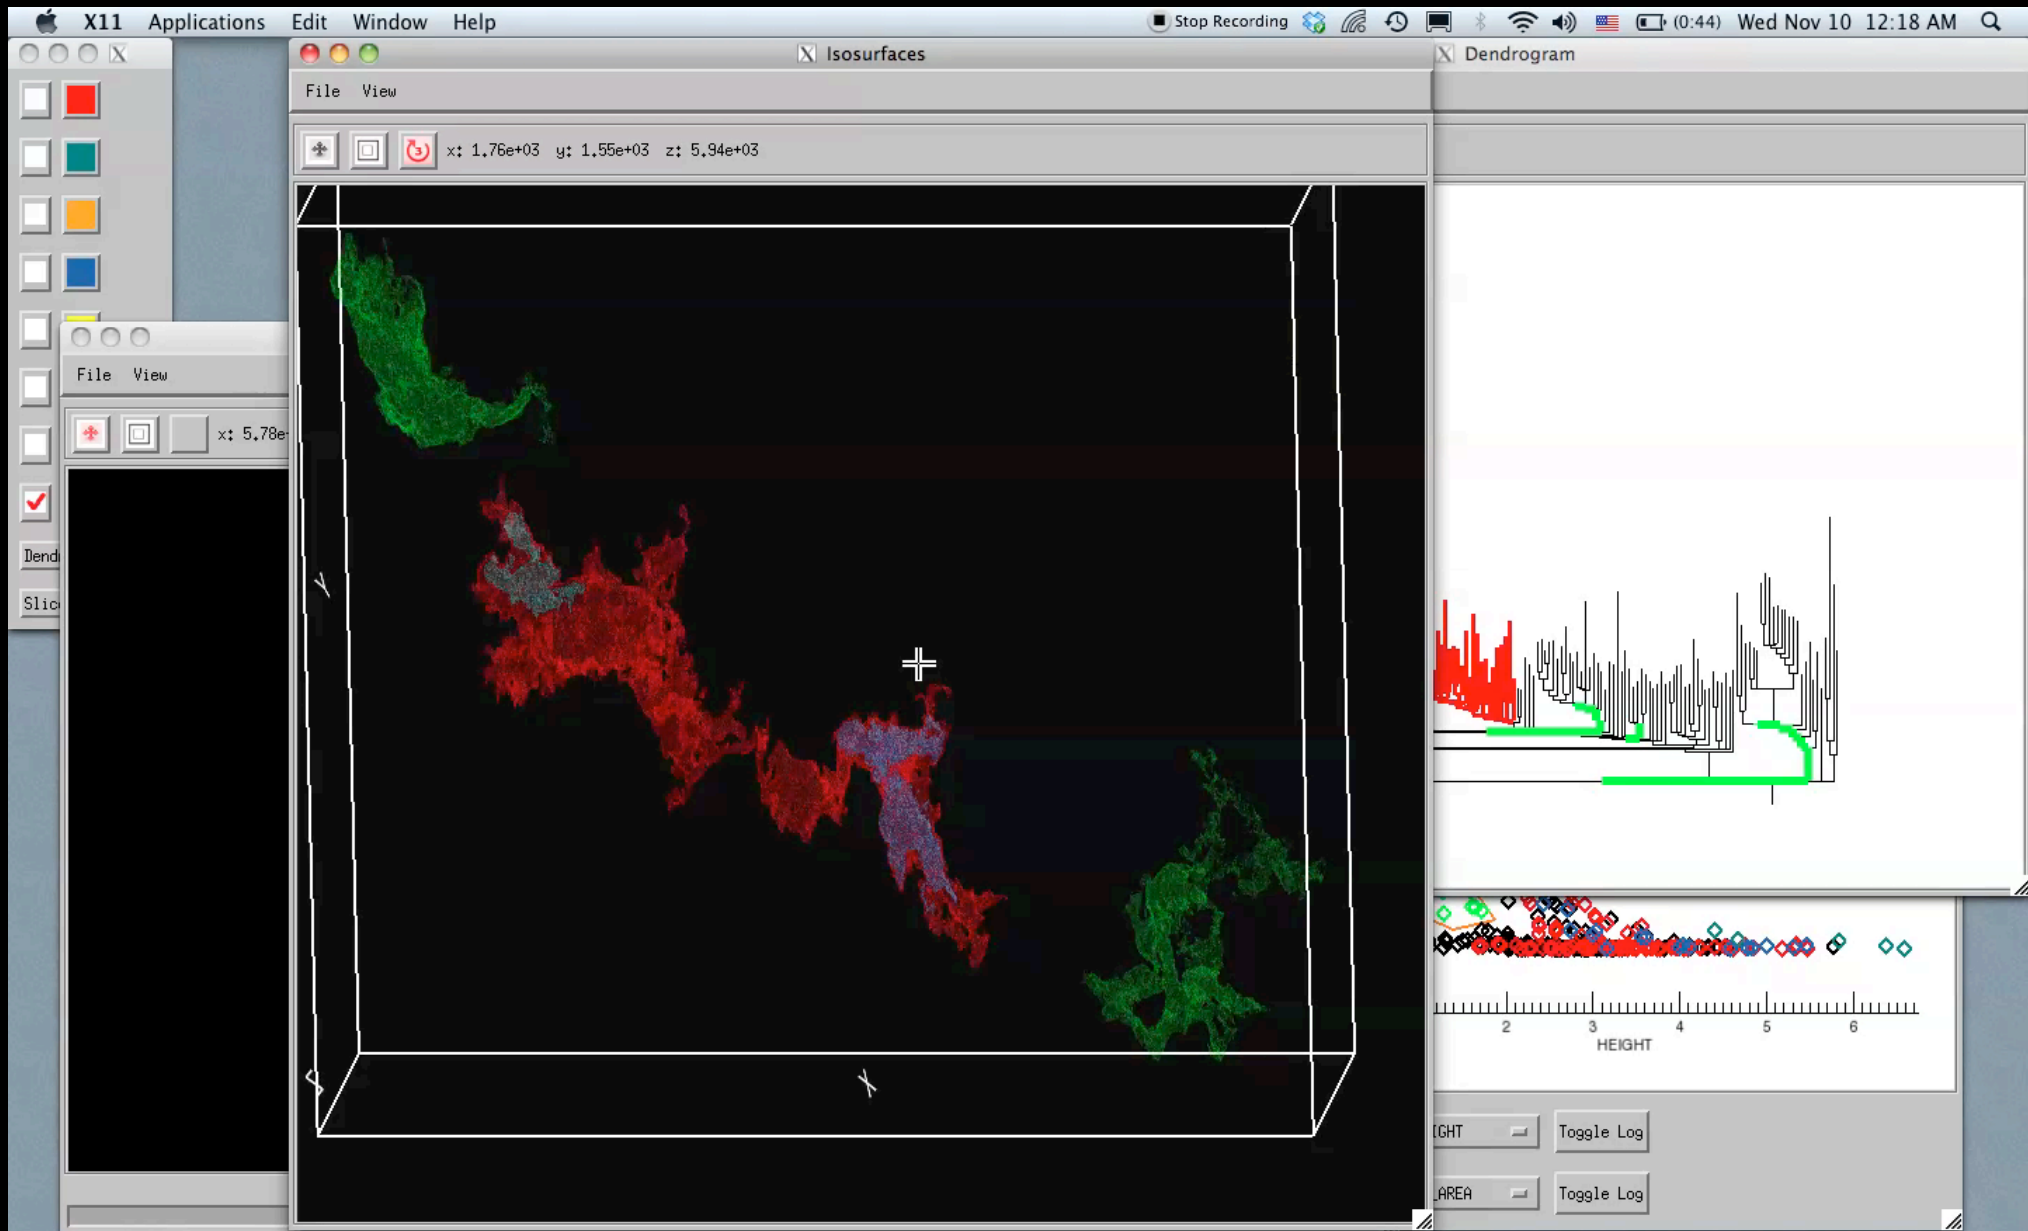 X11 Applications Edit Window Help Stop Recording (0:44) Wed Nov 10 12:18 AM
X Isosurfaces X Dendrogram
X
File View
x: 1.76e+03 y: 1.55e+03 z: 5.94e+03
File View
x: 5.78e
Dend
Slic
Y
X
2 3 4 5 6
HEIGHT
IGHT Toggle Log
AREA Toggle Log